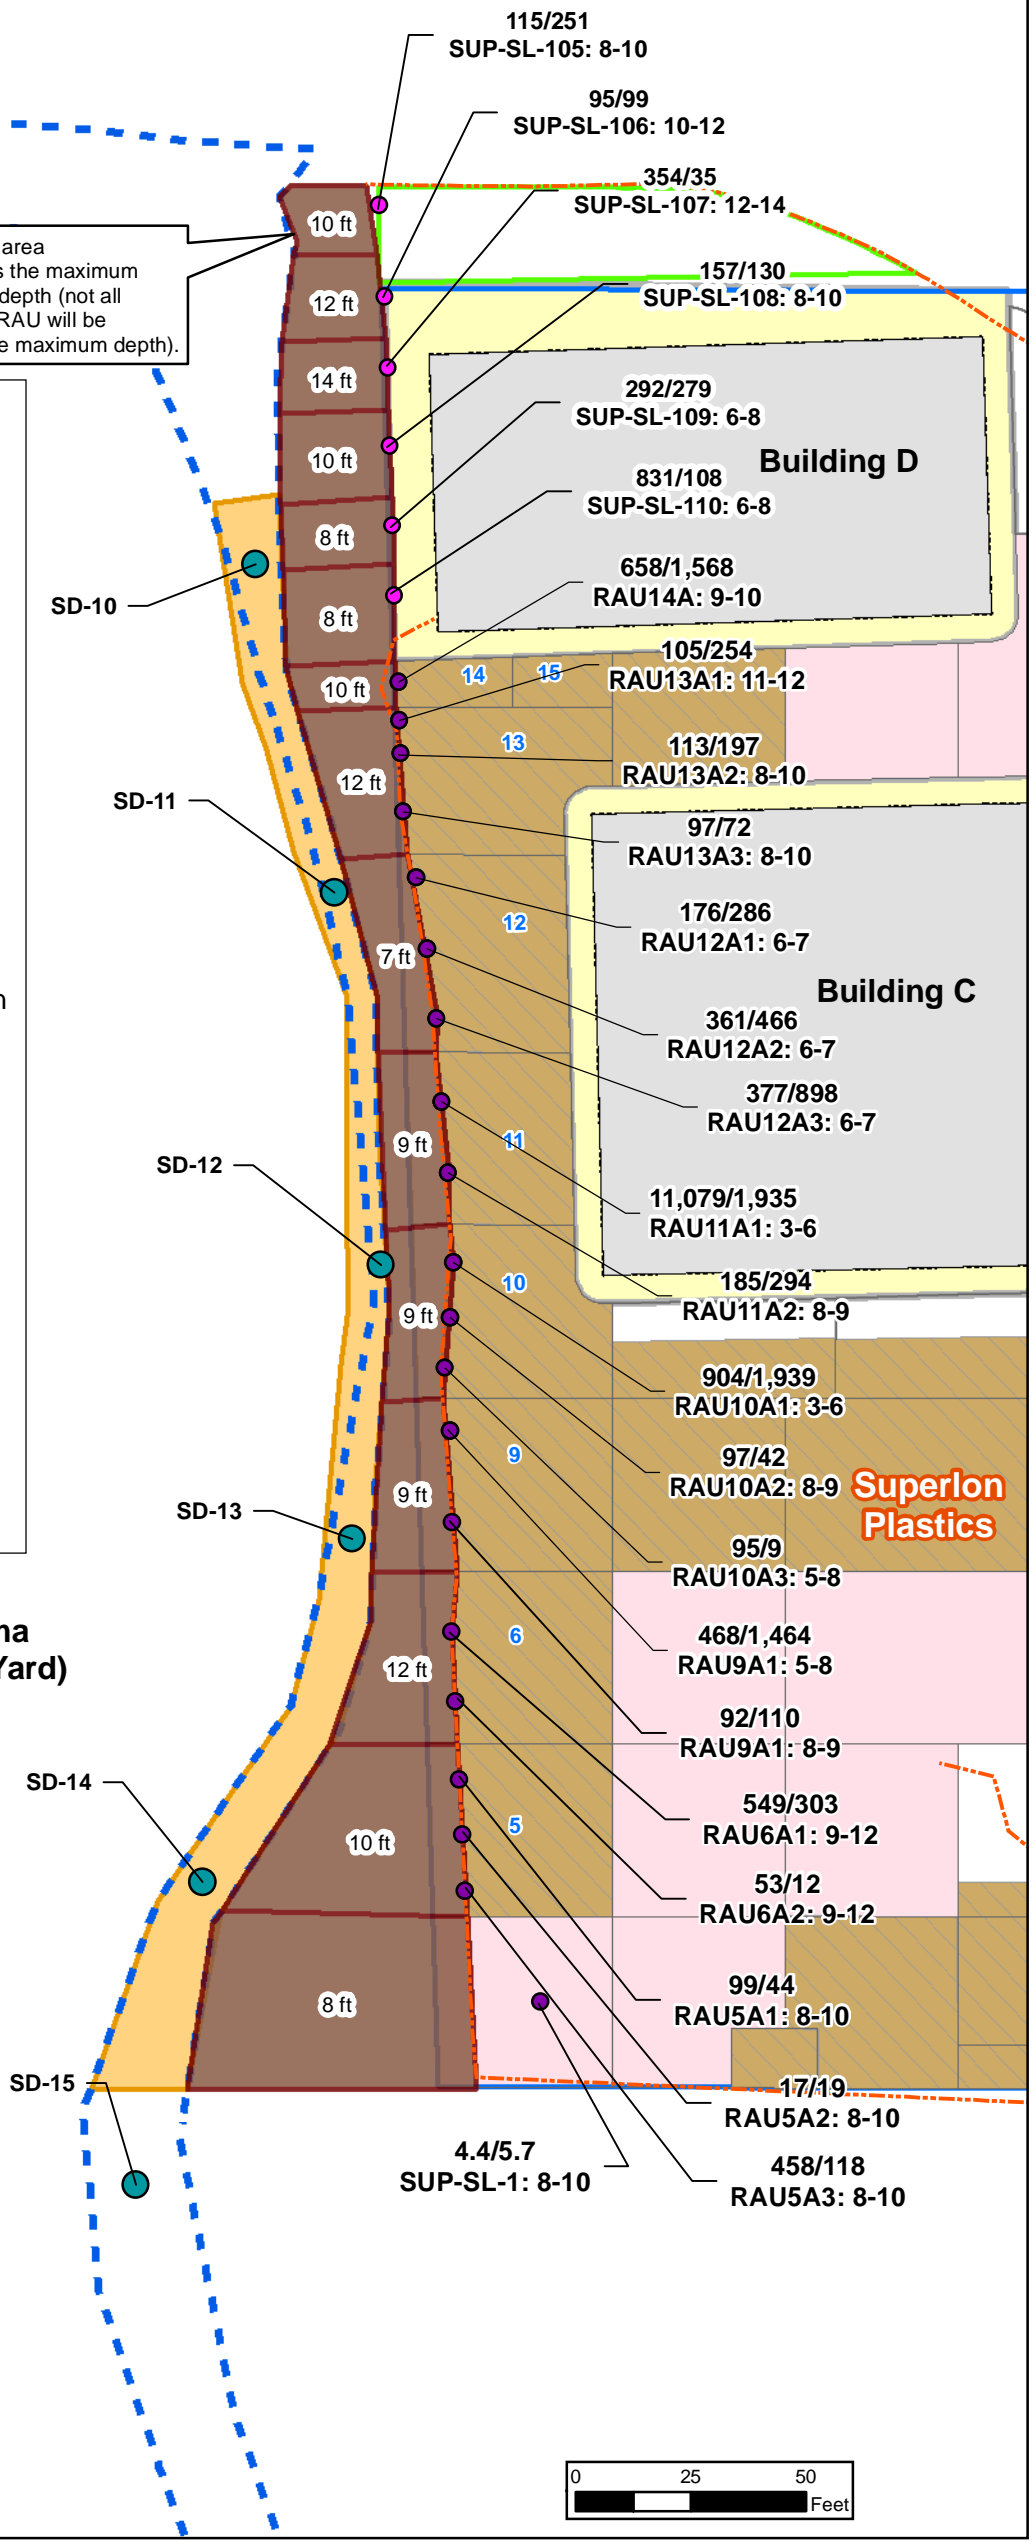 115/251
SUP-SL-105: 8-10
95/99
SUP-SL-106: 10-12
354/35
SUP-SL-107: 12-14
10 ft
area
s the maximum
depth (not all
RAU will be
e maximum depth).
157/130
SUP-SL-108: 8-10
12 ft
14 ft
292/279
SUP-SL-109: 6-8
10 ft
Building D
831/108
SUP-SL-110: 6-8
8 ft
658/1,568
RAU14A: 9-10
SD-10
8 ft
105/254
RAU13A1: 11-12
14
15
10 ft
13
113/197
RAU13A2: 8-10
12 ft
SD-11
97/72
RAU13A3: 8-10
176/286
RAU12A1: 6-7
12
7 ft
Building C
n
361/466
RAU12A2: 6-7
377/898
RAU12A3: 6-7
9 ft
11
SD-12
11,079/1,935
RAU11A1: 3-6
185/294
RAU11A2: 8-9
10
9 ft
904/1,939
RAU10A1: 3-6
97/42
RAU10A2: 8-9
9
Superlon
Plastics
9 ft
SD-13
95/9
RAU10A3: 5-8
na
Yard)
6
468/1,464
RAU9A1: 5-8
12 ft
92/110
RAU9A1: 8-9
SD-14
549/303
RAU6A1: 9-12
5
10 ft
53/12
RAU6A2: 9-12
99/44
RAU5A1: 8-10
8 ft
SD-15
17/19
RAU5A2: 8-10
4.4/5.7
SUP-SL-1: 8-10
458/118
RAU5A3: 8-10
0 25 50
Feet